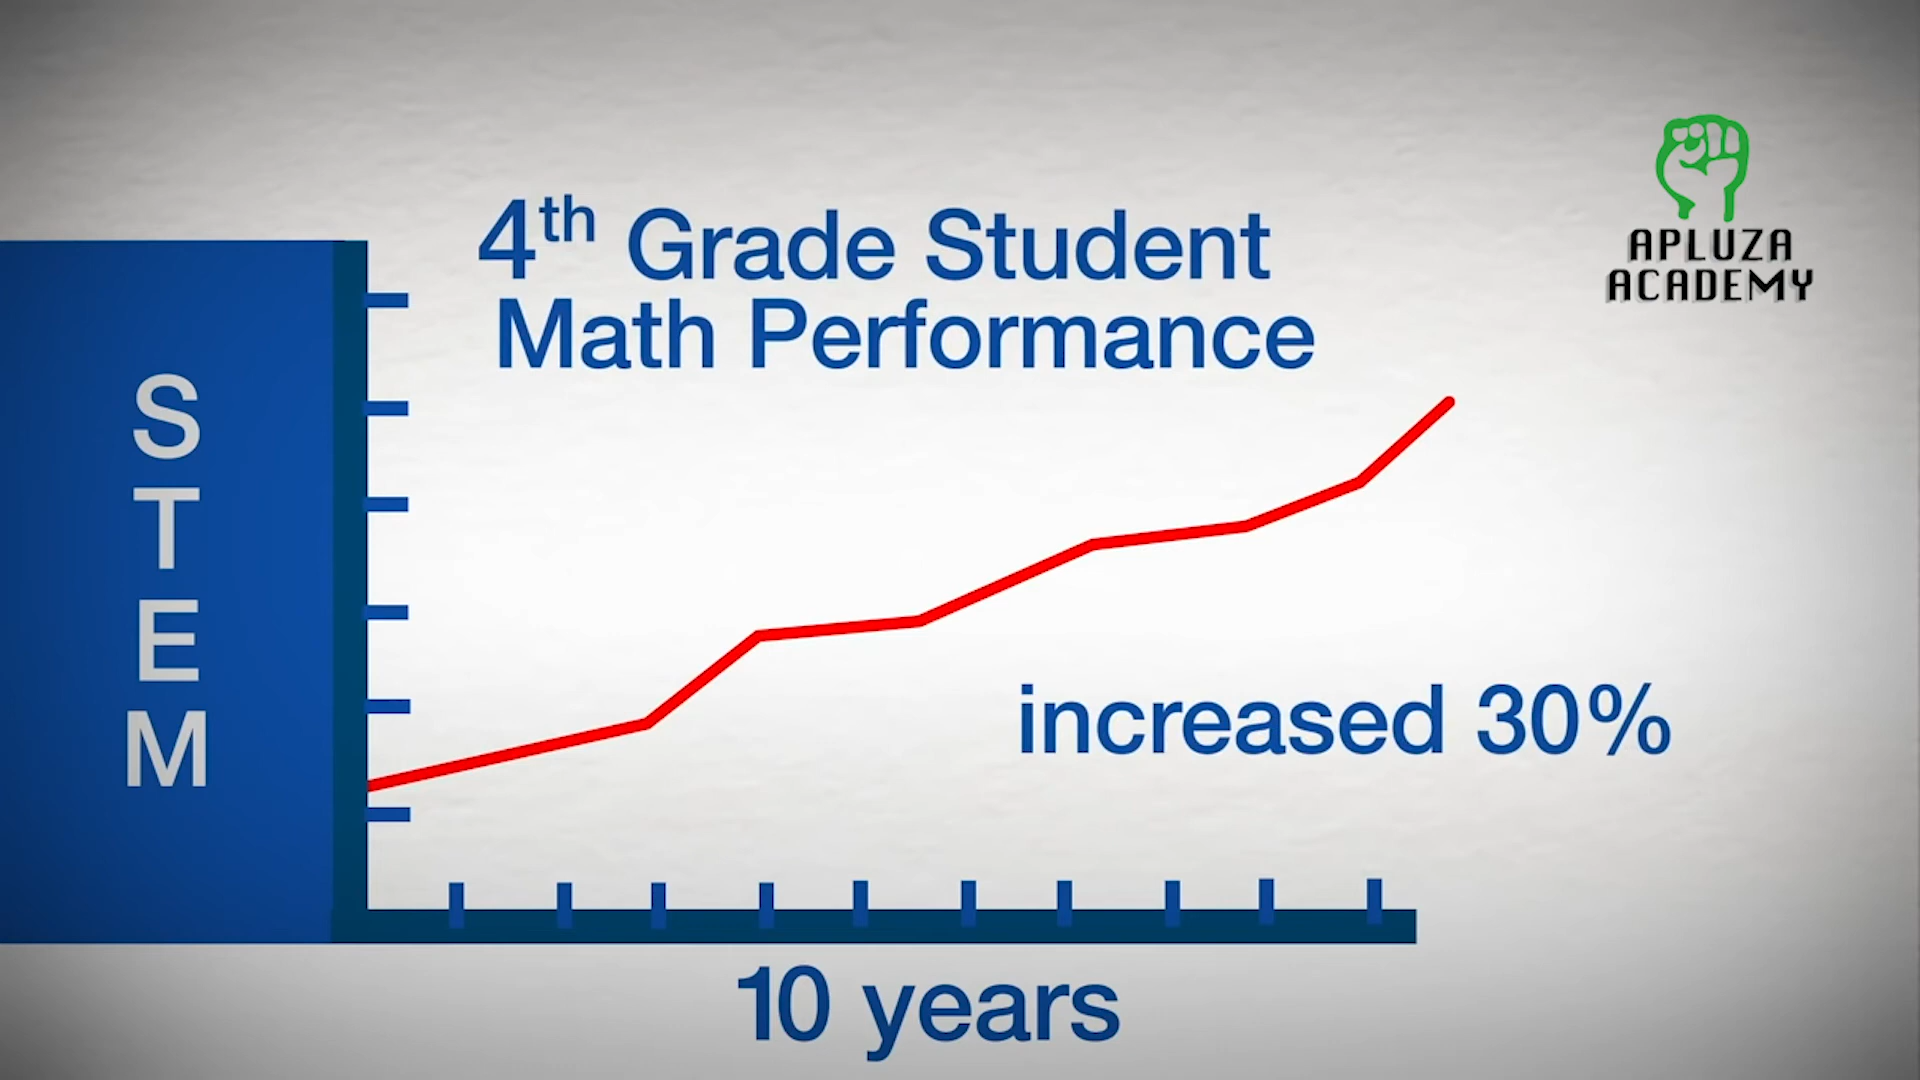 4th Grade Student
Math Performance
APLUZA
ACADEMY
STEM
increased 30%
10 years